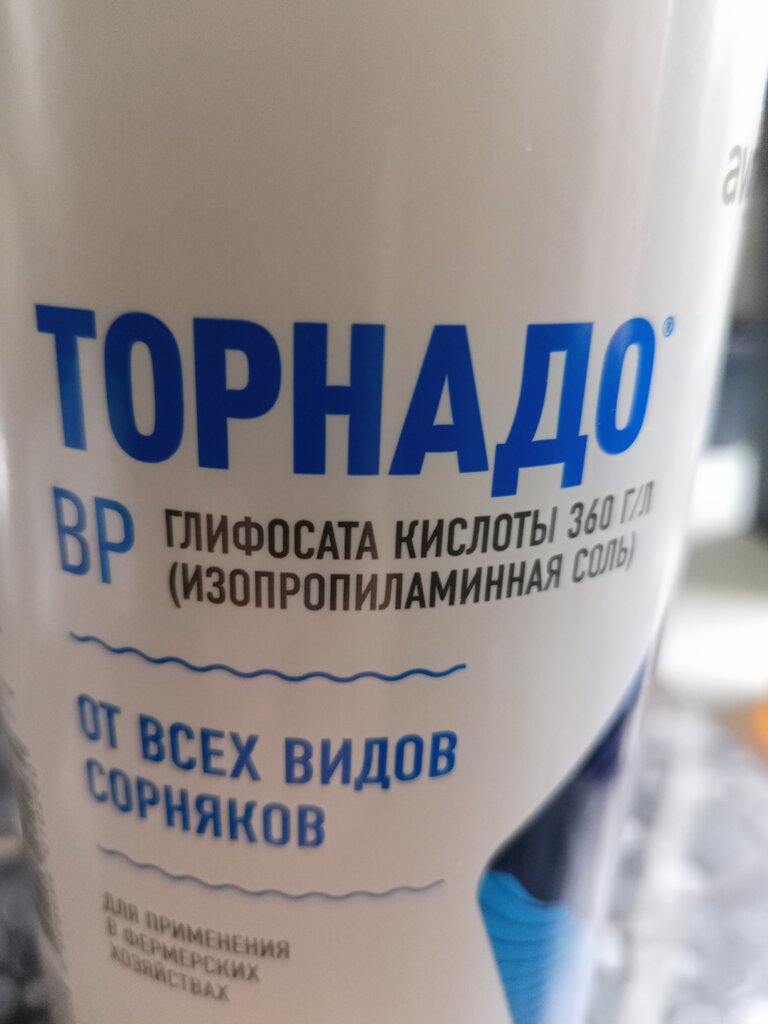 ТОРНАДО®
ВР ГЛИФОСАТА КИСЛОТЫ 360 Г/Л
(ИЗОПРОПИЛАМИННАЯ СОЛЬ)
ОТ ВСЕХ ВИДОВ
СОРНЯКОВ
ДЛЯ ПРИМЕНЕНИЯ
В ФЕРМЕРСКИХ
ХОЗЯЙСТВАХ